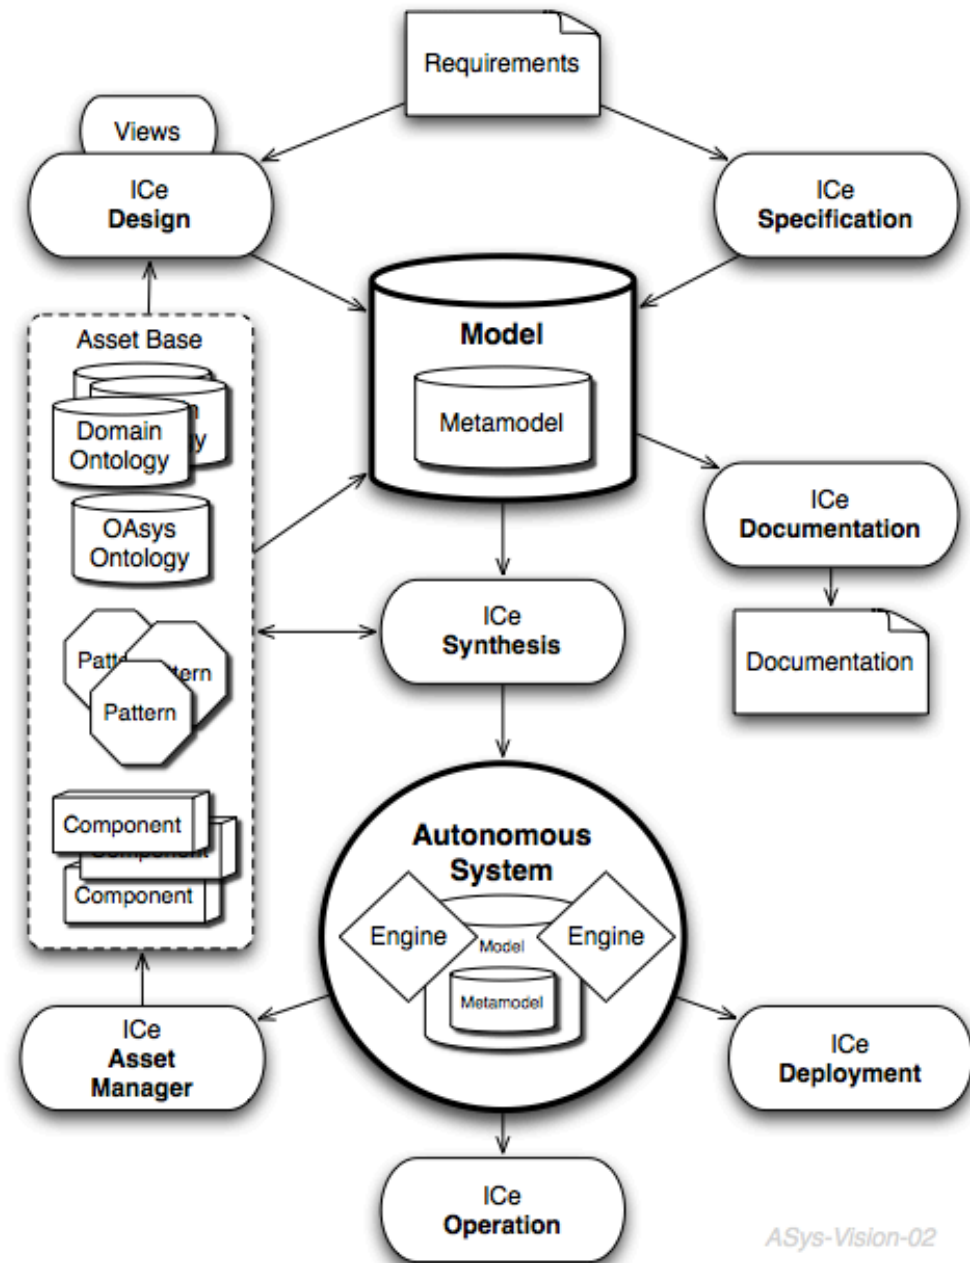 Requirements
Views
ICe
Design
ICe
Specification
Asset Base
Model
Metamodel
Domain
Ontology
OAsys
Ontology
ICe
Documentation
ICe
Synthesis
Documentation
Pattern
Component
Component
Autonomous
System
Engine
Engine
Model
Metamodel
ICe
Asset
Manager
ICe
Deployment
ICe
Operation
ASys-Vision-02